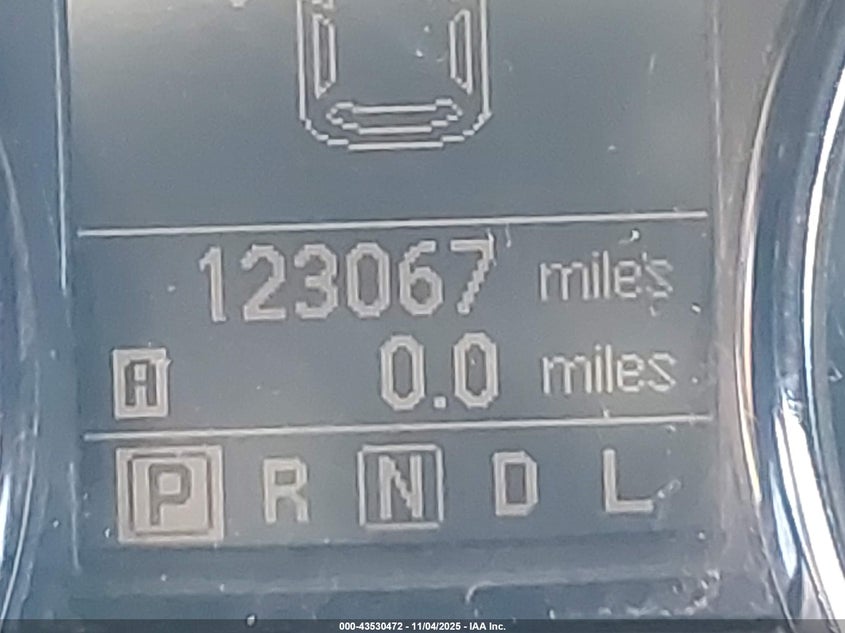 123067 miles
A 0.0 miles
P R N D L
000-43530472 - 11/04/2025 - IAA Inc.